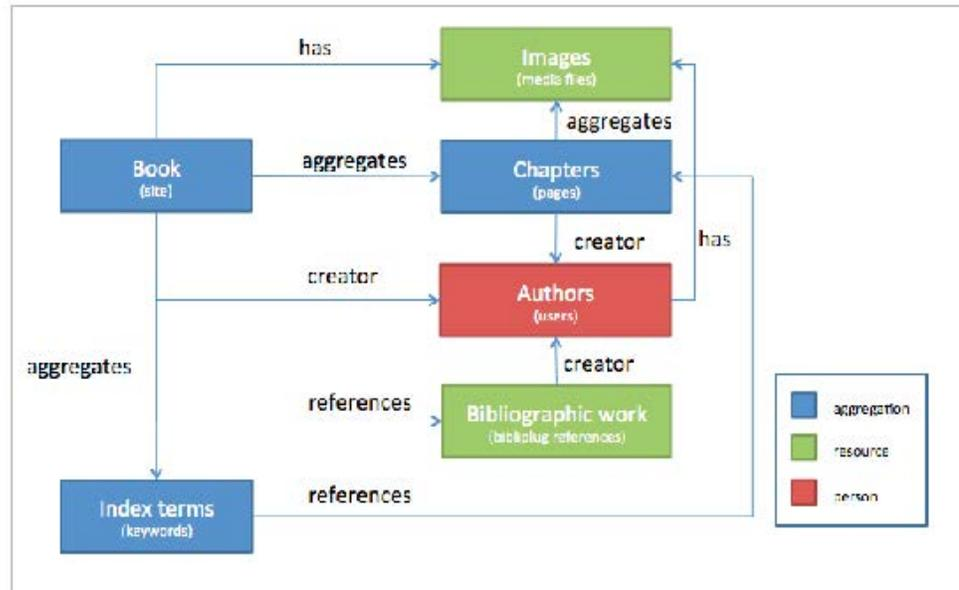 has
Images
(media files)
aggregates
Book
(site)
aggregates
Chapters
(pages)
creator
has
creator
Authors
(users)
aggregates
creator
references
Bibliographic work
(bibliplug references)
aggregation
resource
person
Index terms
(keywords)
references